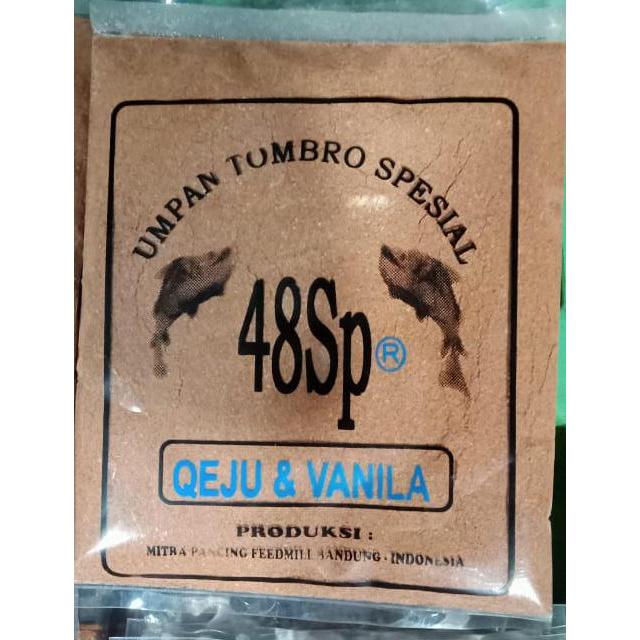 UMPAN TOMBRO SPESIAL
48Sp®
QEJU & VANILA
PRODUKSI :
MITRA PANCING FEEDMILL BANDUNG - INDONESIA